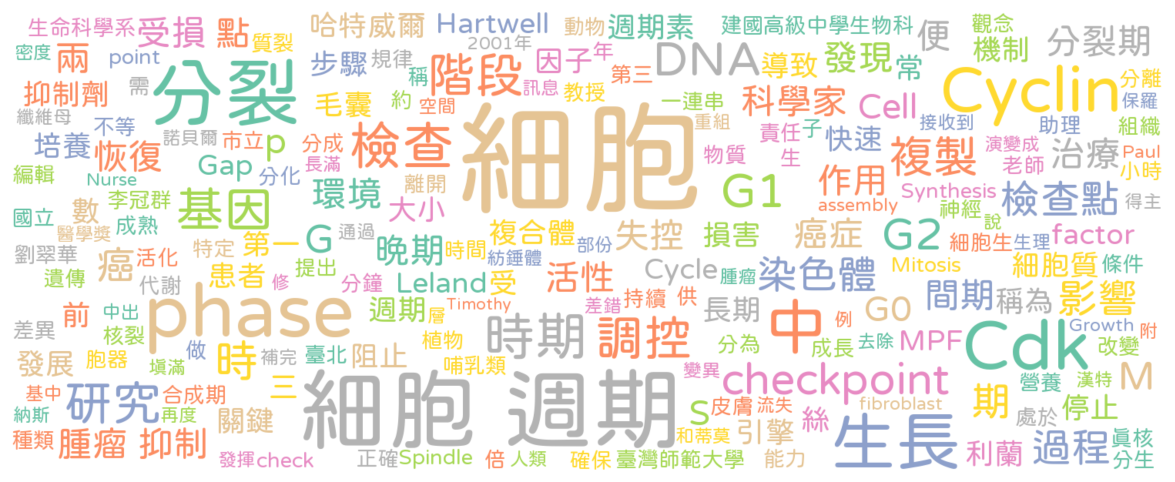 生命科學系 受損 點 質裂 哈特威爾 Hartwell 動物 週期素 建國高級中學生物科 便 觀念 機制 分裂期
密度 point 兩 分裂 步驟 規律 2001年 階段 因子 年 第三 DNA 導致 發現 常 Cyclin 分離
抑制劑 需 毛囊 稱 約 空間 訊息 教授 一連串 科學家 Cell 保羅
纖維母 不等 諾貝爾 市立 p 分成 檢查 細胞 重組 責任 子 快速 接收到 助理 組織
培養 恢復 長滿 物質 生 複製 演變成 老師 治療 Paul 小時
編輯 Nurse Gap 分化 環境 離開 G1 作用 Synthesis 檢查點 得主
國立 李冠群 基因 數 成熟 大小 assembly 神經 說
醫學獎 特定 第一 G 通過 晚期 時間 複合體 部份 失控 損害 癌症 G2 細胞生 生理 factor
劉翠華 癌 活化 患者 提出 紡錘體 Cycle 腫瘤 染色體 Mitosis 細胞質 條件
遺傳 代謝 修 分鐘 Leland 受 活性 持續 供 間期 稱為 影響
差異 前 中出 核裂 phase 週期 層 Timothy 差錯 長期 G0 例 Growth 附
發展 胞器 做 時 補完 臺北 阻止 植物 時期 調控 分為 中 成長 去除 MPF Cdk 改變
填滿 三 哺乳類 變異 checkpoint 營養 漢特 M
基中 納斯 研究 合成期 再度 關鍵 細胞 週期 S 皮膚 流失 絲 fibroblast 期 處於 停止
種類 腫瘤 抑制 和蒂莫 引擎 生長 利蘭 過程 真核
發揮 check 正確 Spindle 倍 人類 確保 臺灣師範大學 能力 分生